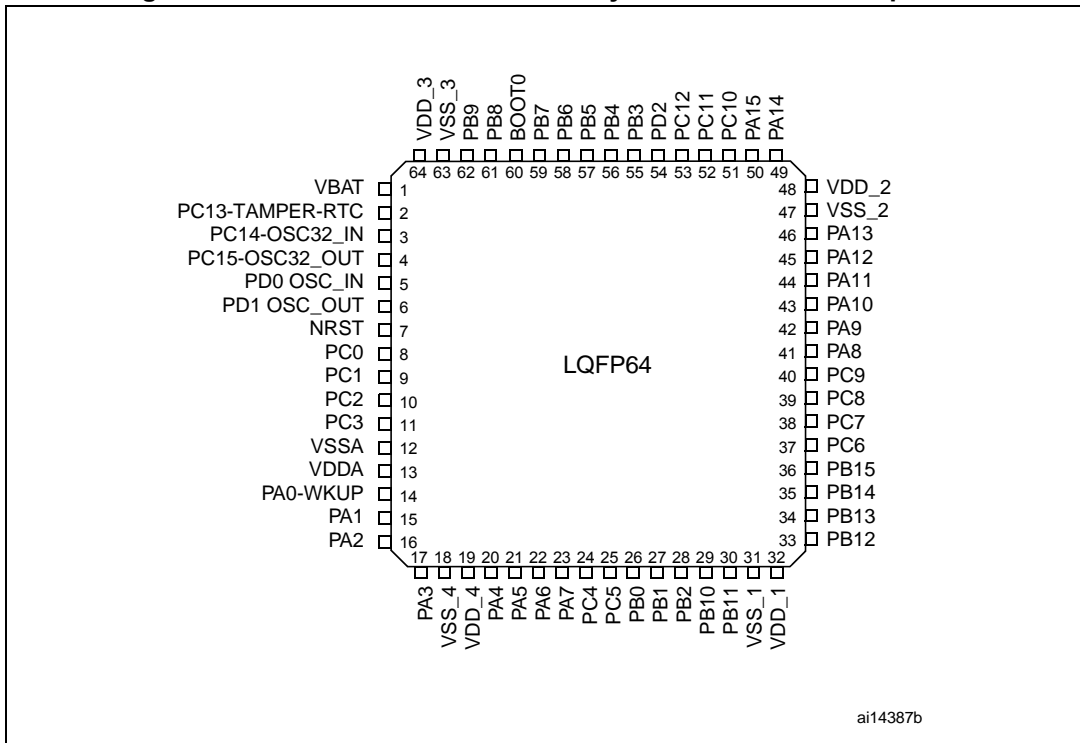 VDD_3
VSS_3
PB9
PB8
BOOT0
PB7
PB6
PB5
PB4
PB3
PD2
PC12
PC11
PC10
PA15
PA14
64 63 62 61 60 59 58 57 56 55 54 53 52 51 50 49
VBAT 1
PC13-TAMPER-RTC 2
PC14-OSC32_IN 3
PC15-OSC32_OUT 4
PD0 OSC_IN 5
PD1 OSC_OUT 6
NRST 7
PC0 8
PC1 9
PC2 10
PC3 11
VSSA 12
VDDA 13
PA0-WKUP 14
PA1 15
PA2 16
48 VDD_2
47 VSS_2
46 PA13
45 PA12
44 PA11
43 PA10
42 PA9
41 PA8
40 PC9
39 PC8
38 PC7
37 PC6
36 PB15
35 PB14
34 PB13
33 PB12
LQFP64
17 18 19 20 21 22 23 24 25 26 27 28 29 30 31 32
PA3
VSS_4
VDD_4
PA4
PA5
PA6
PA7
PC4
PC5
PB0
PB1
PB2
PB10
PB11
VSS_1
VDD_1
ai14387b